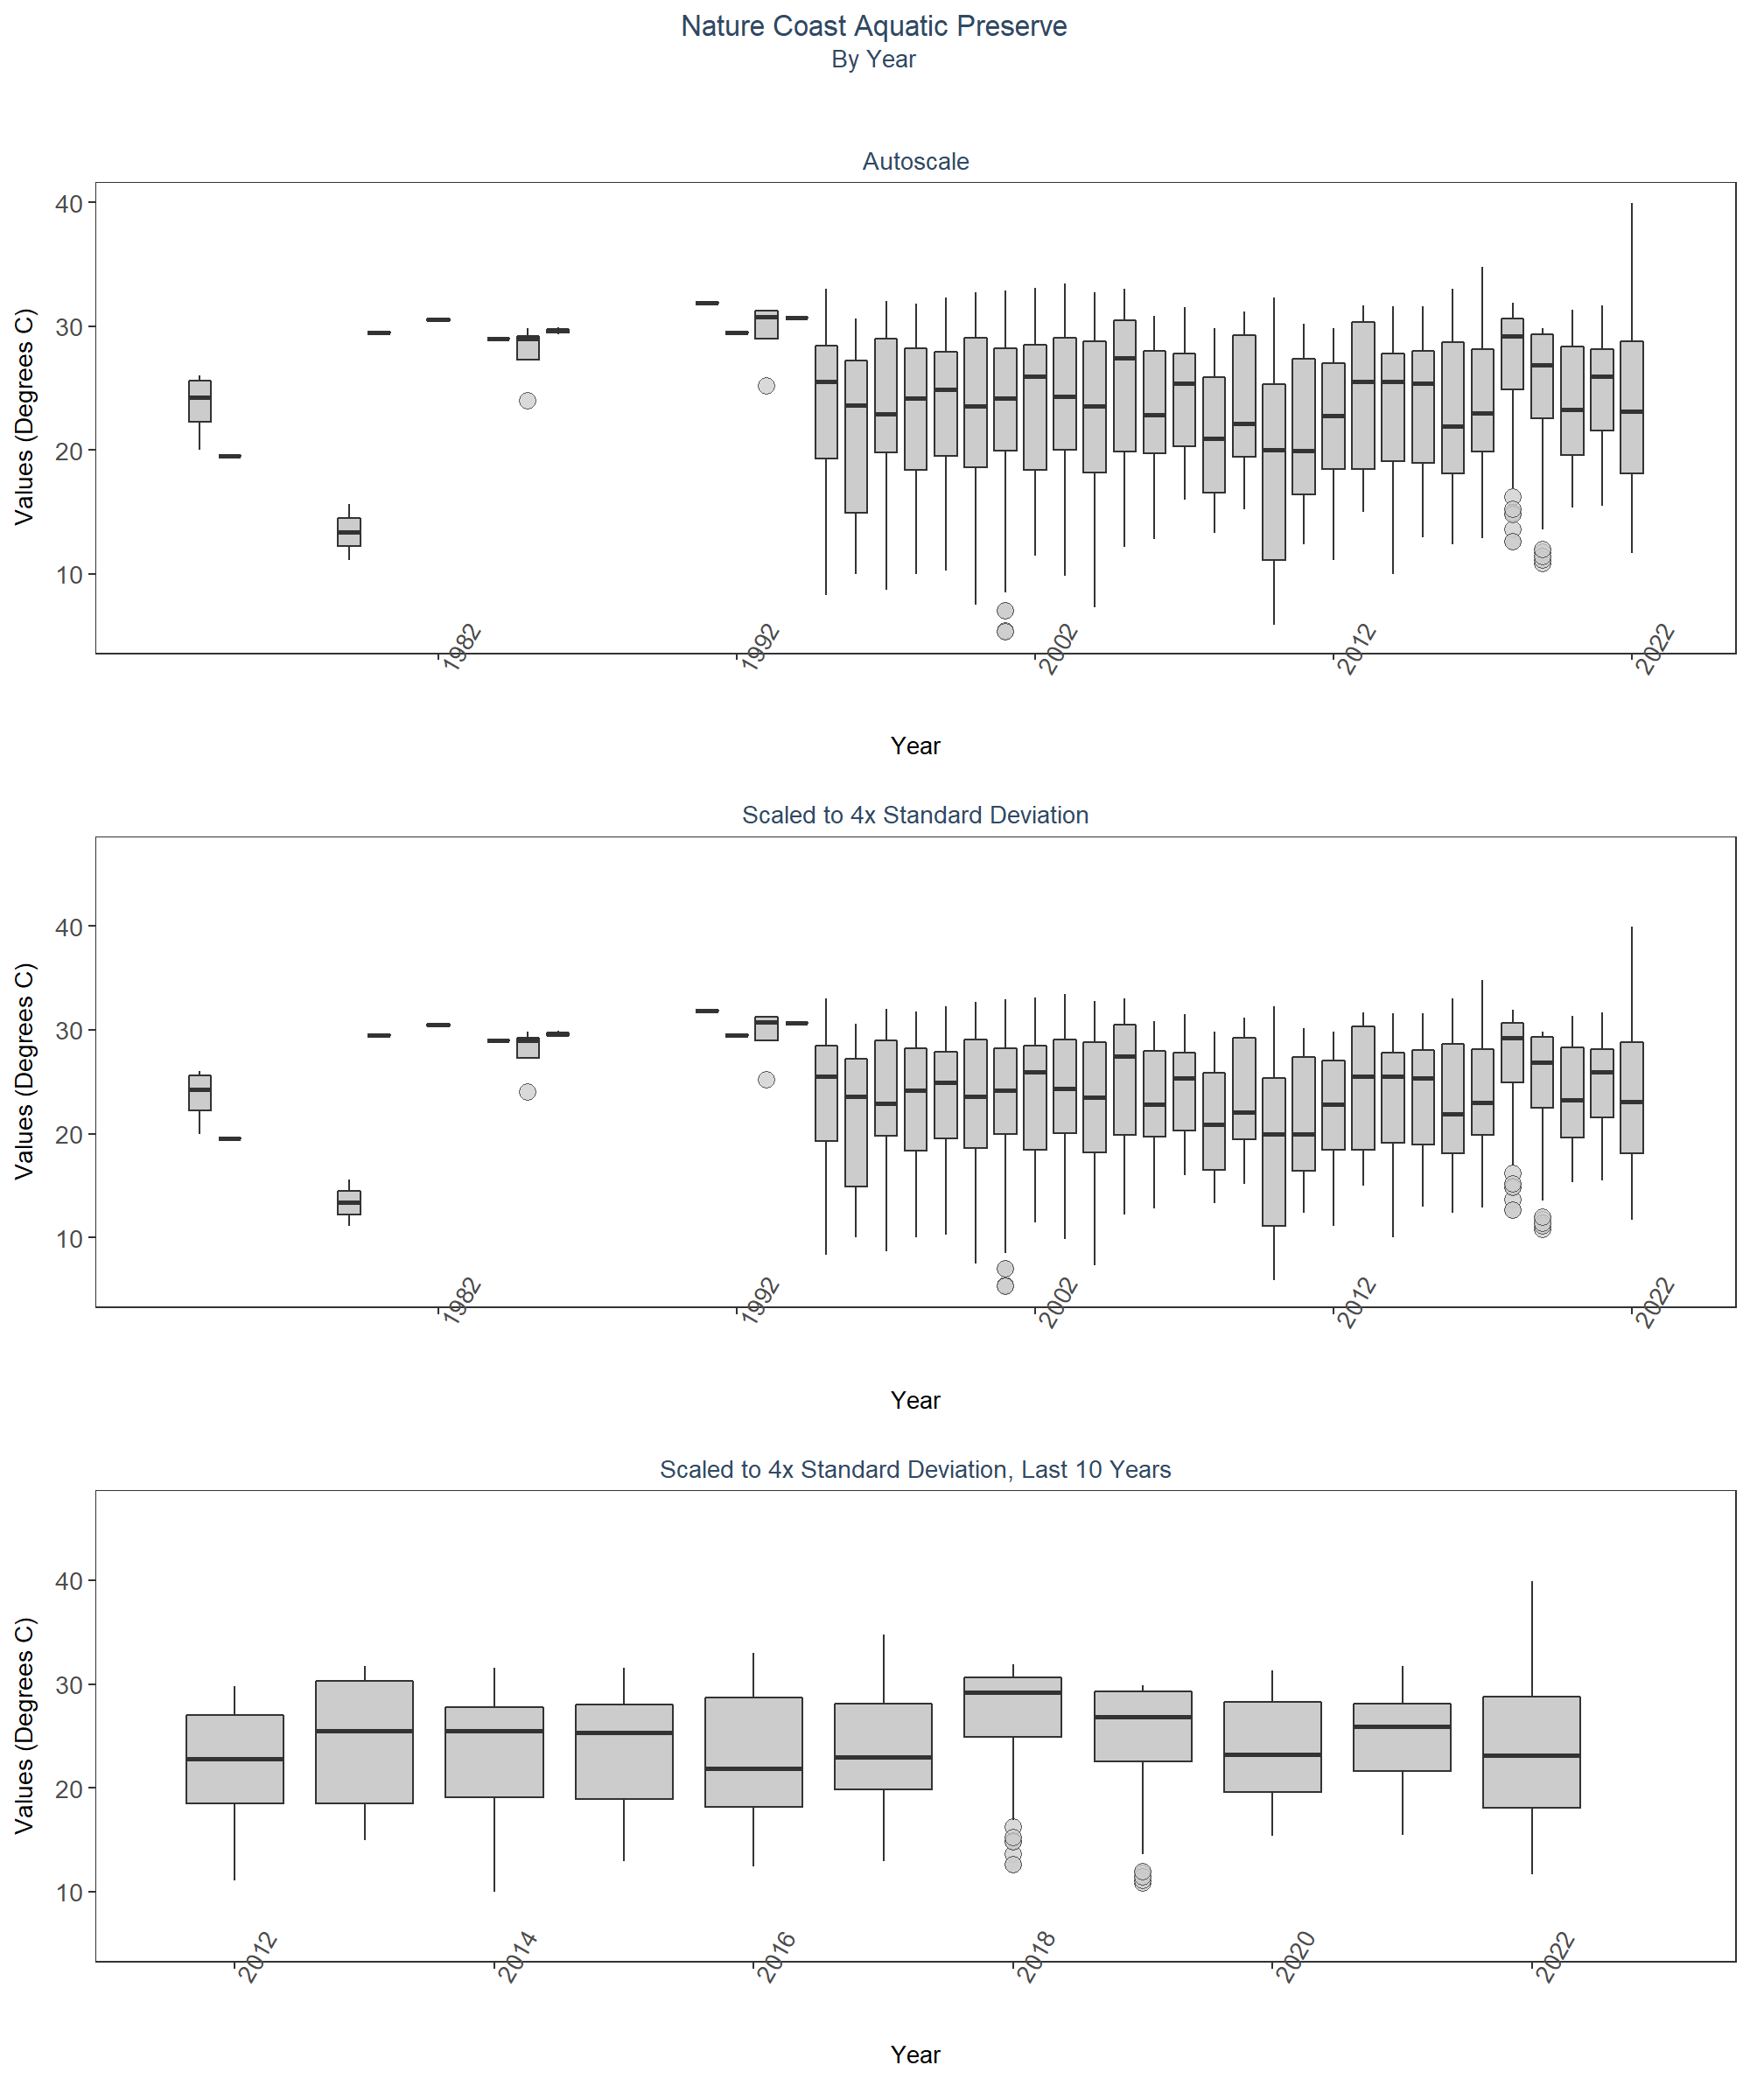 Nature Coast Aquatic Preserve
By Year
Autoscale
Values (Degrees C)
40
30
20
10
1982
1992
2002
2012
2022
Year
Scaled to 4x Standard Deviation
Values (Degrees C)
40
30
20
10
1982
1992
2002
2012
2022
Year
Scaled to 4x Standard Deviation, Last 10 Years
Values (Degrees C)
40
30
20
10
2012
2014
2016
2018
2020
2022
Year